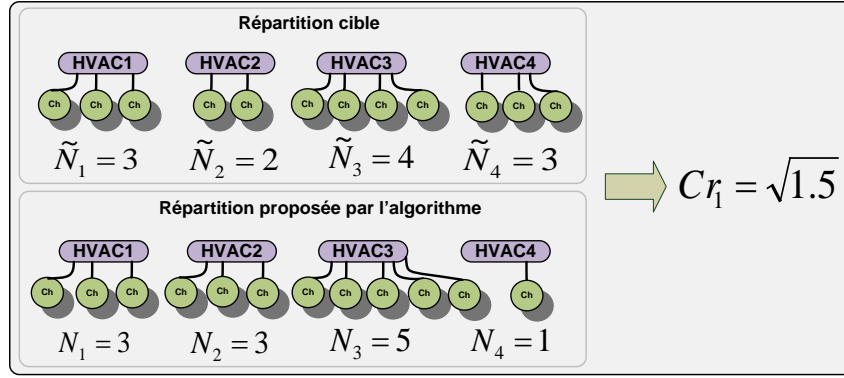 Répartition cible
HVAC1 HVAC2 HVAC3 HVAC4
Ch Ch Ch Ch Ch Ch Ch Ch Ch Ch Ch Ch
Ñ₁ = 3 Ñ₂ = 2 Ñ₃ = 4 Ñ₄ = 3
Cr₁ = √1.5
Répartition proposée par l'algorithme
HVAC1 HVAC2 HVAC3 HVAC4
Ch Ch Ch Ch Ch Ch Ch Ch Ch Ch Ch Ch
N₁ = 3 N₂ = 3 N₃ = 5 N₄ = 1